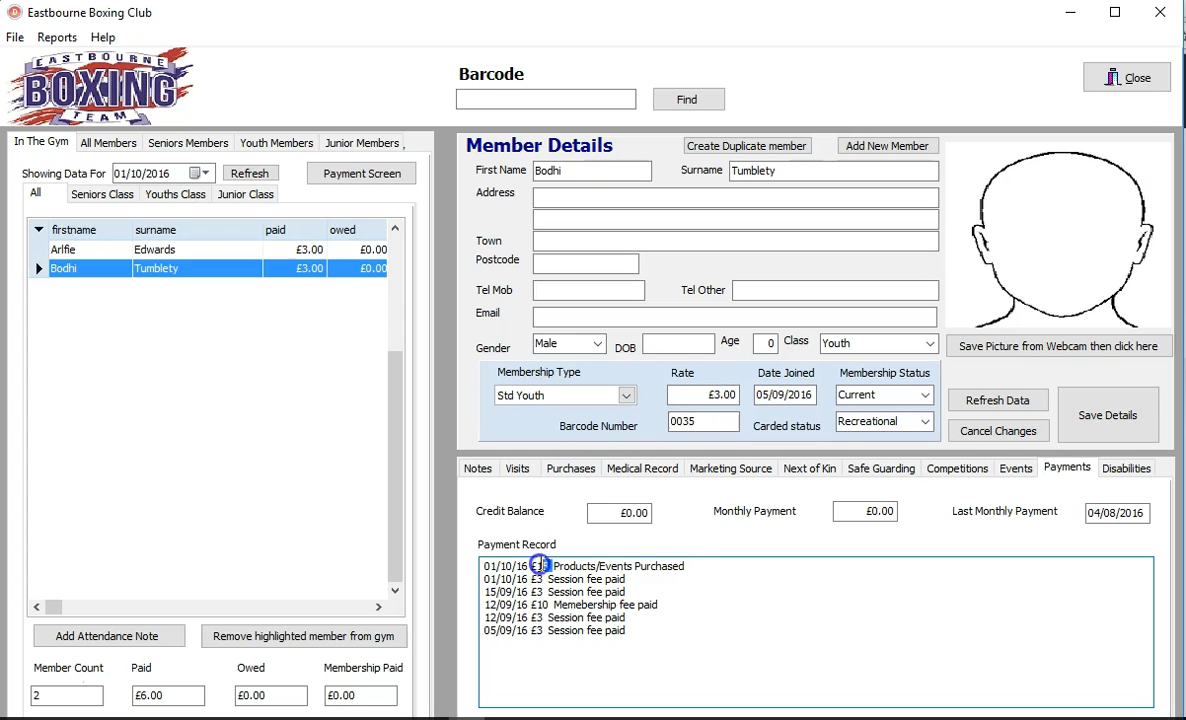 Eastbourne Boxing Club
File Reports Help
EASTBOURNE
BOXING
TEAM
Barcode
Find
Close
In The Gym All Members Seniors Members Youth Members Junior Members ,
Showing Data For 01/10/2016 Refresh Payment Screen
All Seniors Class Youths Class Junior Class
firstname surname paid owed
Arlfie Edwards £3.00 £0.00
Bodhi Tumblety £3.00 £0.00
Add Attendance Note Remove highlighted member from gym
Member Count Paid Owed Membership Paid
2 £6.00 £0.00 £0.00
Member Details Create Duplicate member Add New Member
First Name Bodhi Surname Tumblety
Address
Town
Postcode
Tel Mob Tel Other
Email
Gender Male DOB Age 0 Class Youth
Save Picture from Webcam then click here
Membership Type Rate Date Joined Membership Status
Std Youth £3.00 05/09/2016 Current
Barcode Number 0035 Carded status Recreational
Refresh Data
Cancel Changes
Save Details
Notes Visits Purchases Medical Record Marketing Source Next of Kin Safe Guarding Competitions Events Payments Disabilities
Credit Balance £0.00 Monthly Payment £0.00 Last Monthly Payment 04/08/2016
Payment Record
01/10/16 Products/Events Purchased
01/10/16 £3 Session fee paid
15/09/16 £3 Session fee paid
12/09/16 £10 Memebership fee paid
12/09/16 £3 Session fee paid
05/09/16 £3 Session fee paid